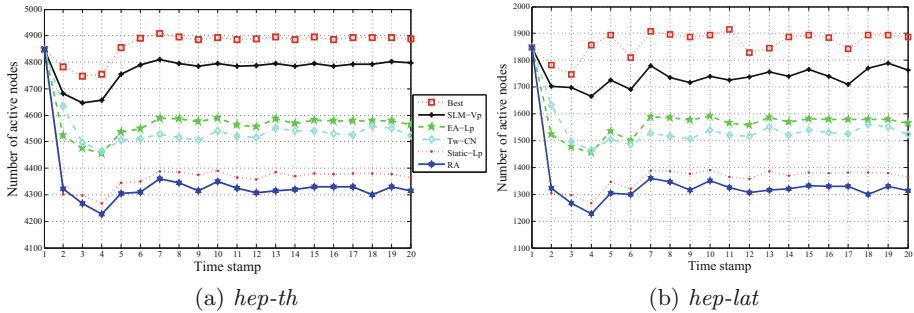 5000
4900
4800
4700
4600
4500
4400
4300
4200
4100
Number of active nodes
1 2 3 4 5 6 7 8 9 10 11 12 13 14 15 16 17 18 19 20
Time stamp
Best
SLM-Vp
EA-Lp
Tw-CN
Static-Lp
RA
2000
1900
1800
1700
1600
1500
1400
1300
1200
1100
Number of active nodes
1 2 3 4 5 6 7 8 9 10 11 12 13 14 15 16 17 18 19 20
Time stamp
(a) hep-th
(b) hep-lat